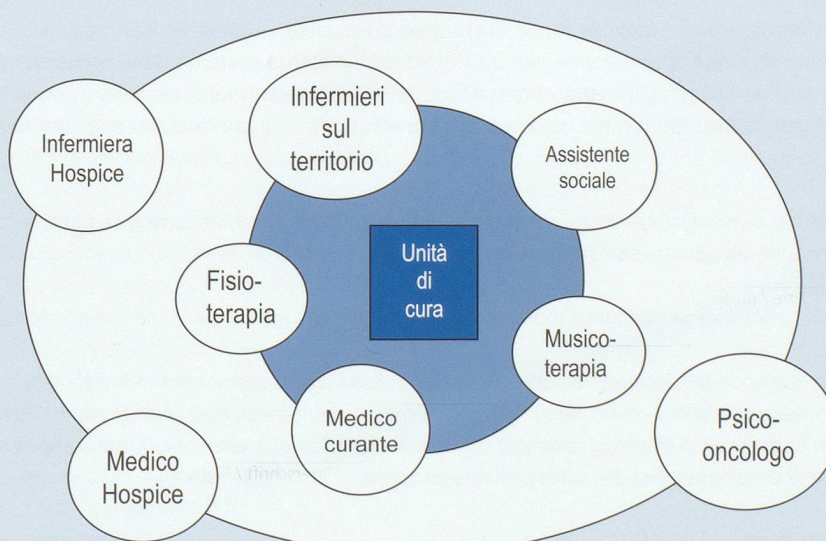 Infermiera
Hospice
Infermieri
sul
territorio
Assistente
sociale
Unità
di
cura
Fisio-
terapia
Musico-
terapia
Medico
curante
Medico
Hospice
Psico-
oncologo